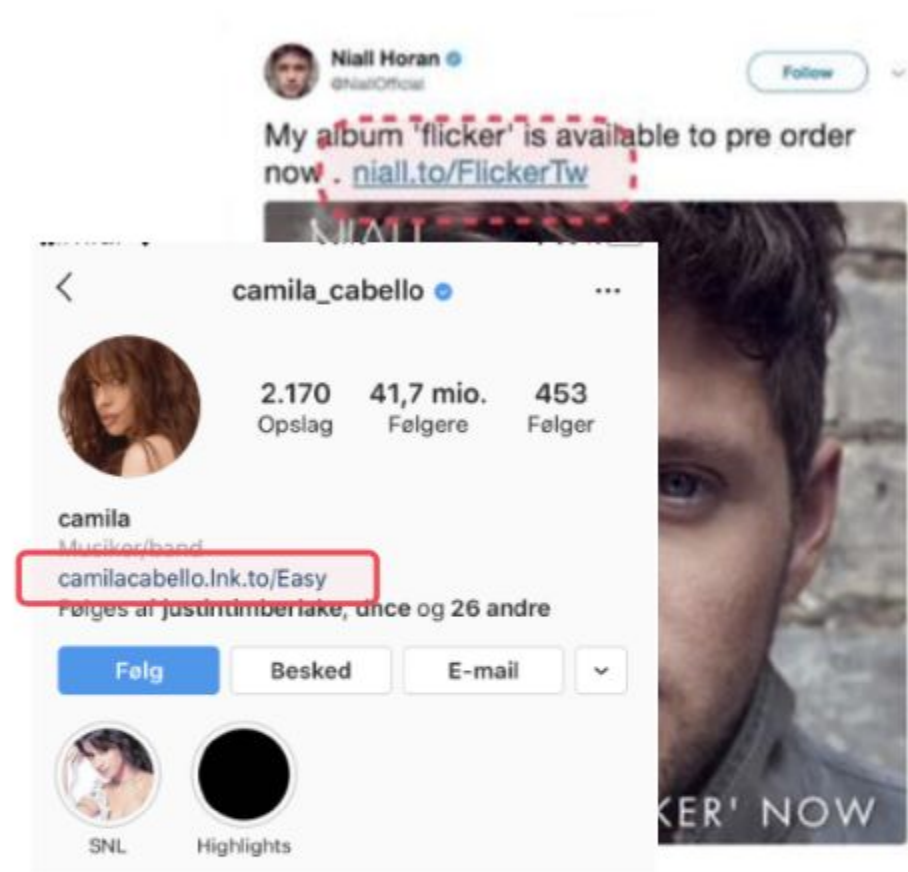 Niall Horan
@NiallOfficial
Follow
My album 'flicker' is available to pre order
now . niall.to/FlickerTw
NIALL
camila_cabello
2.170 41,7 mio. 453
Opslag Følgere Følger
camila
Musiker/band
camilacabello.lnk.to/Easy
Følges af justintimberlake, dnce og 26 andre
Følg Besked E-mail
SNL Highlights
KER' NOW